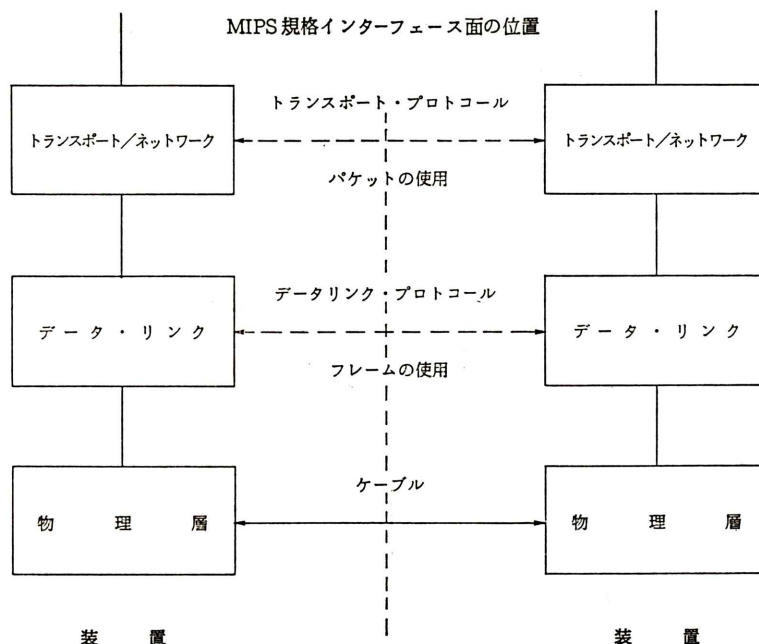 MIPS規格インターフェース面の位置
トランスポート・プロトコール
トランスポート/ネットワーク
トランスポート/ネットワーク
パケットの使用
データリンク・プロトコール
データ・リンク
データ・リンク
フレームの使用
ケーブル
物理層
物理層
装置
装置